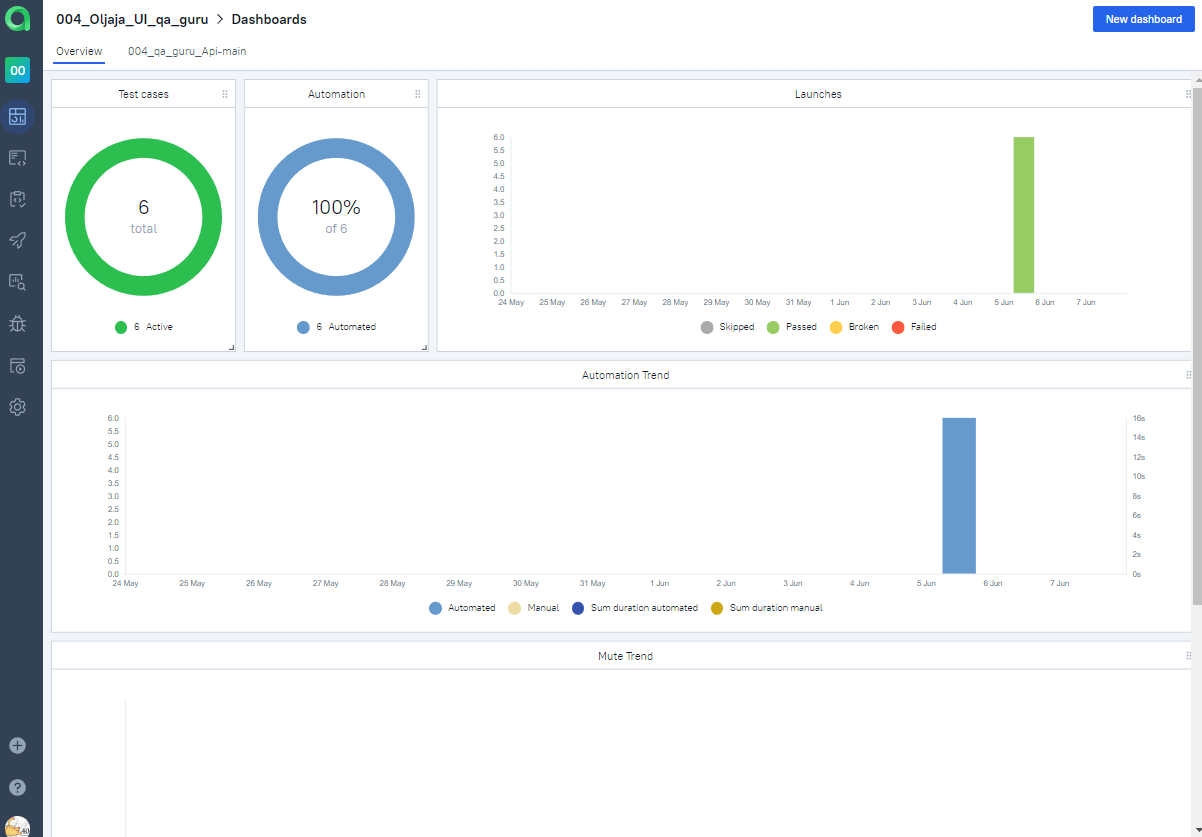 004_Oljaja_UI_qa_guru > Dashboards
New dashboard
Overview 004_qa_guru_Api-main
00
Test cases
6
total
6 Active
Automation
100%
of 6
6 Automated
Launches
6.0
5.5
5.0
4.5
4.0
3.5
3.0
2.5
2.0
1.5
1.0
0.5
0.0
24 May 25 May 26 May 27 May 28 May 29 May 30 May 31 May 1 Jun 2 Jun 3 Jun 4 Jun 5 Jun 6 Jun 7 Jun
Skipped Passed Broken Failed
Automation Trend
6.0
5.5
5.0
4.5
4.0
3.5
3.0
2.5
2.0
1.5
1.0
0.5
0.0
16s
14s
12s
10s
8s
6s
4s
2s
0s
24 May 25 May 26 May 27 May 28 May 29 May 30 May 31 May 1 Jun 2 Jun 3 Jun 4 Jun 5 Jun 6 Jun 7 Jun
Automated Manual Sum duration automated Sum duration manual
Mute Trend